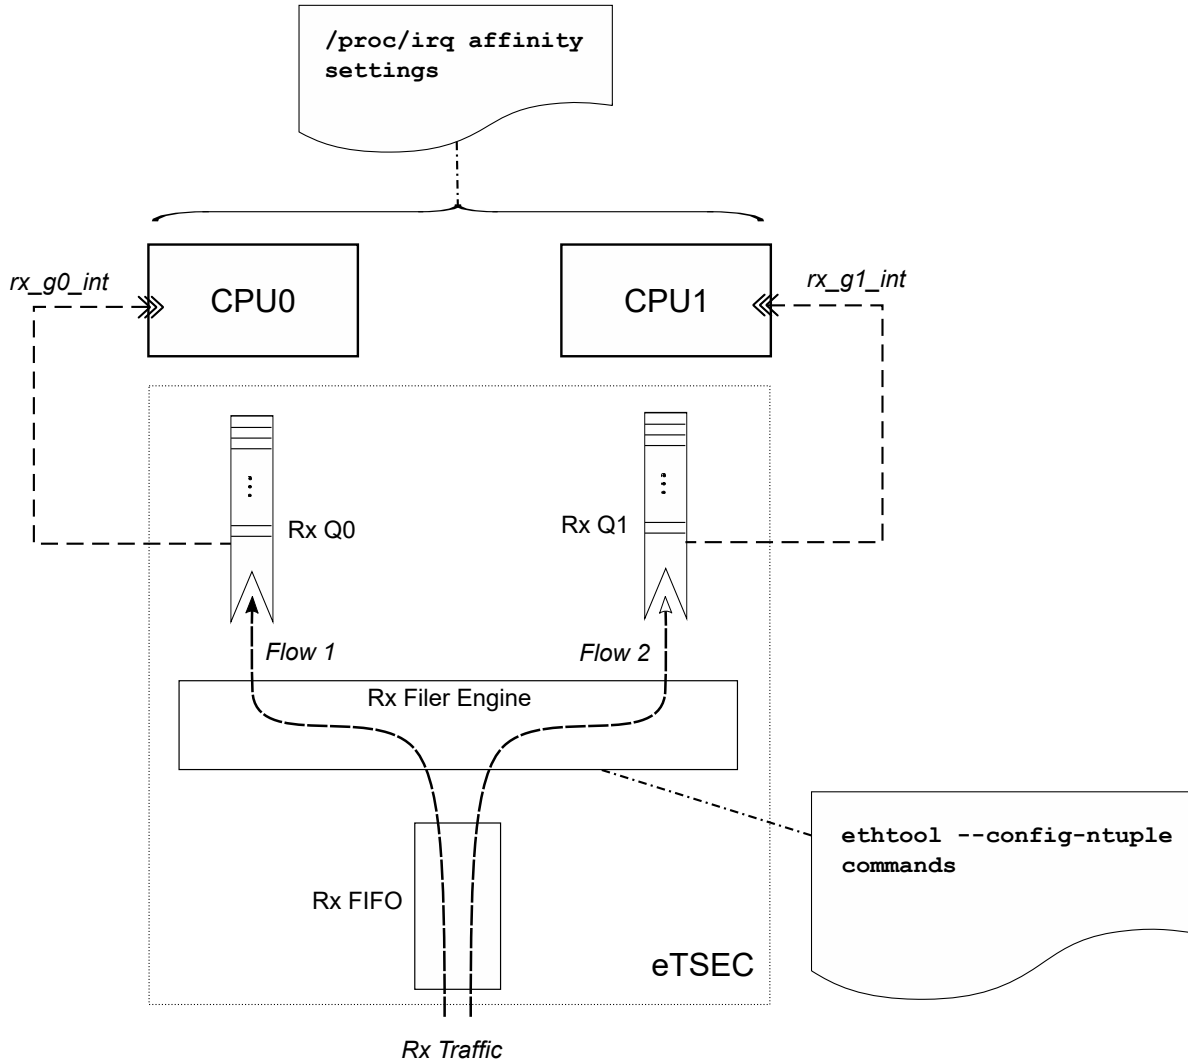 /proc/irq affinity
settings
rx_g0_int
rx_g1_int
CPU0
CPU1
Rx Q0
Rx Q1
Flow 1
Flow 2
Rx Filer Engine
ethtool --config-ntuple
commands
Rx FIFO
eTSEC
Rx Traffic